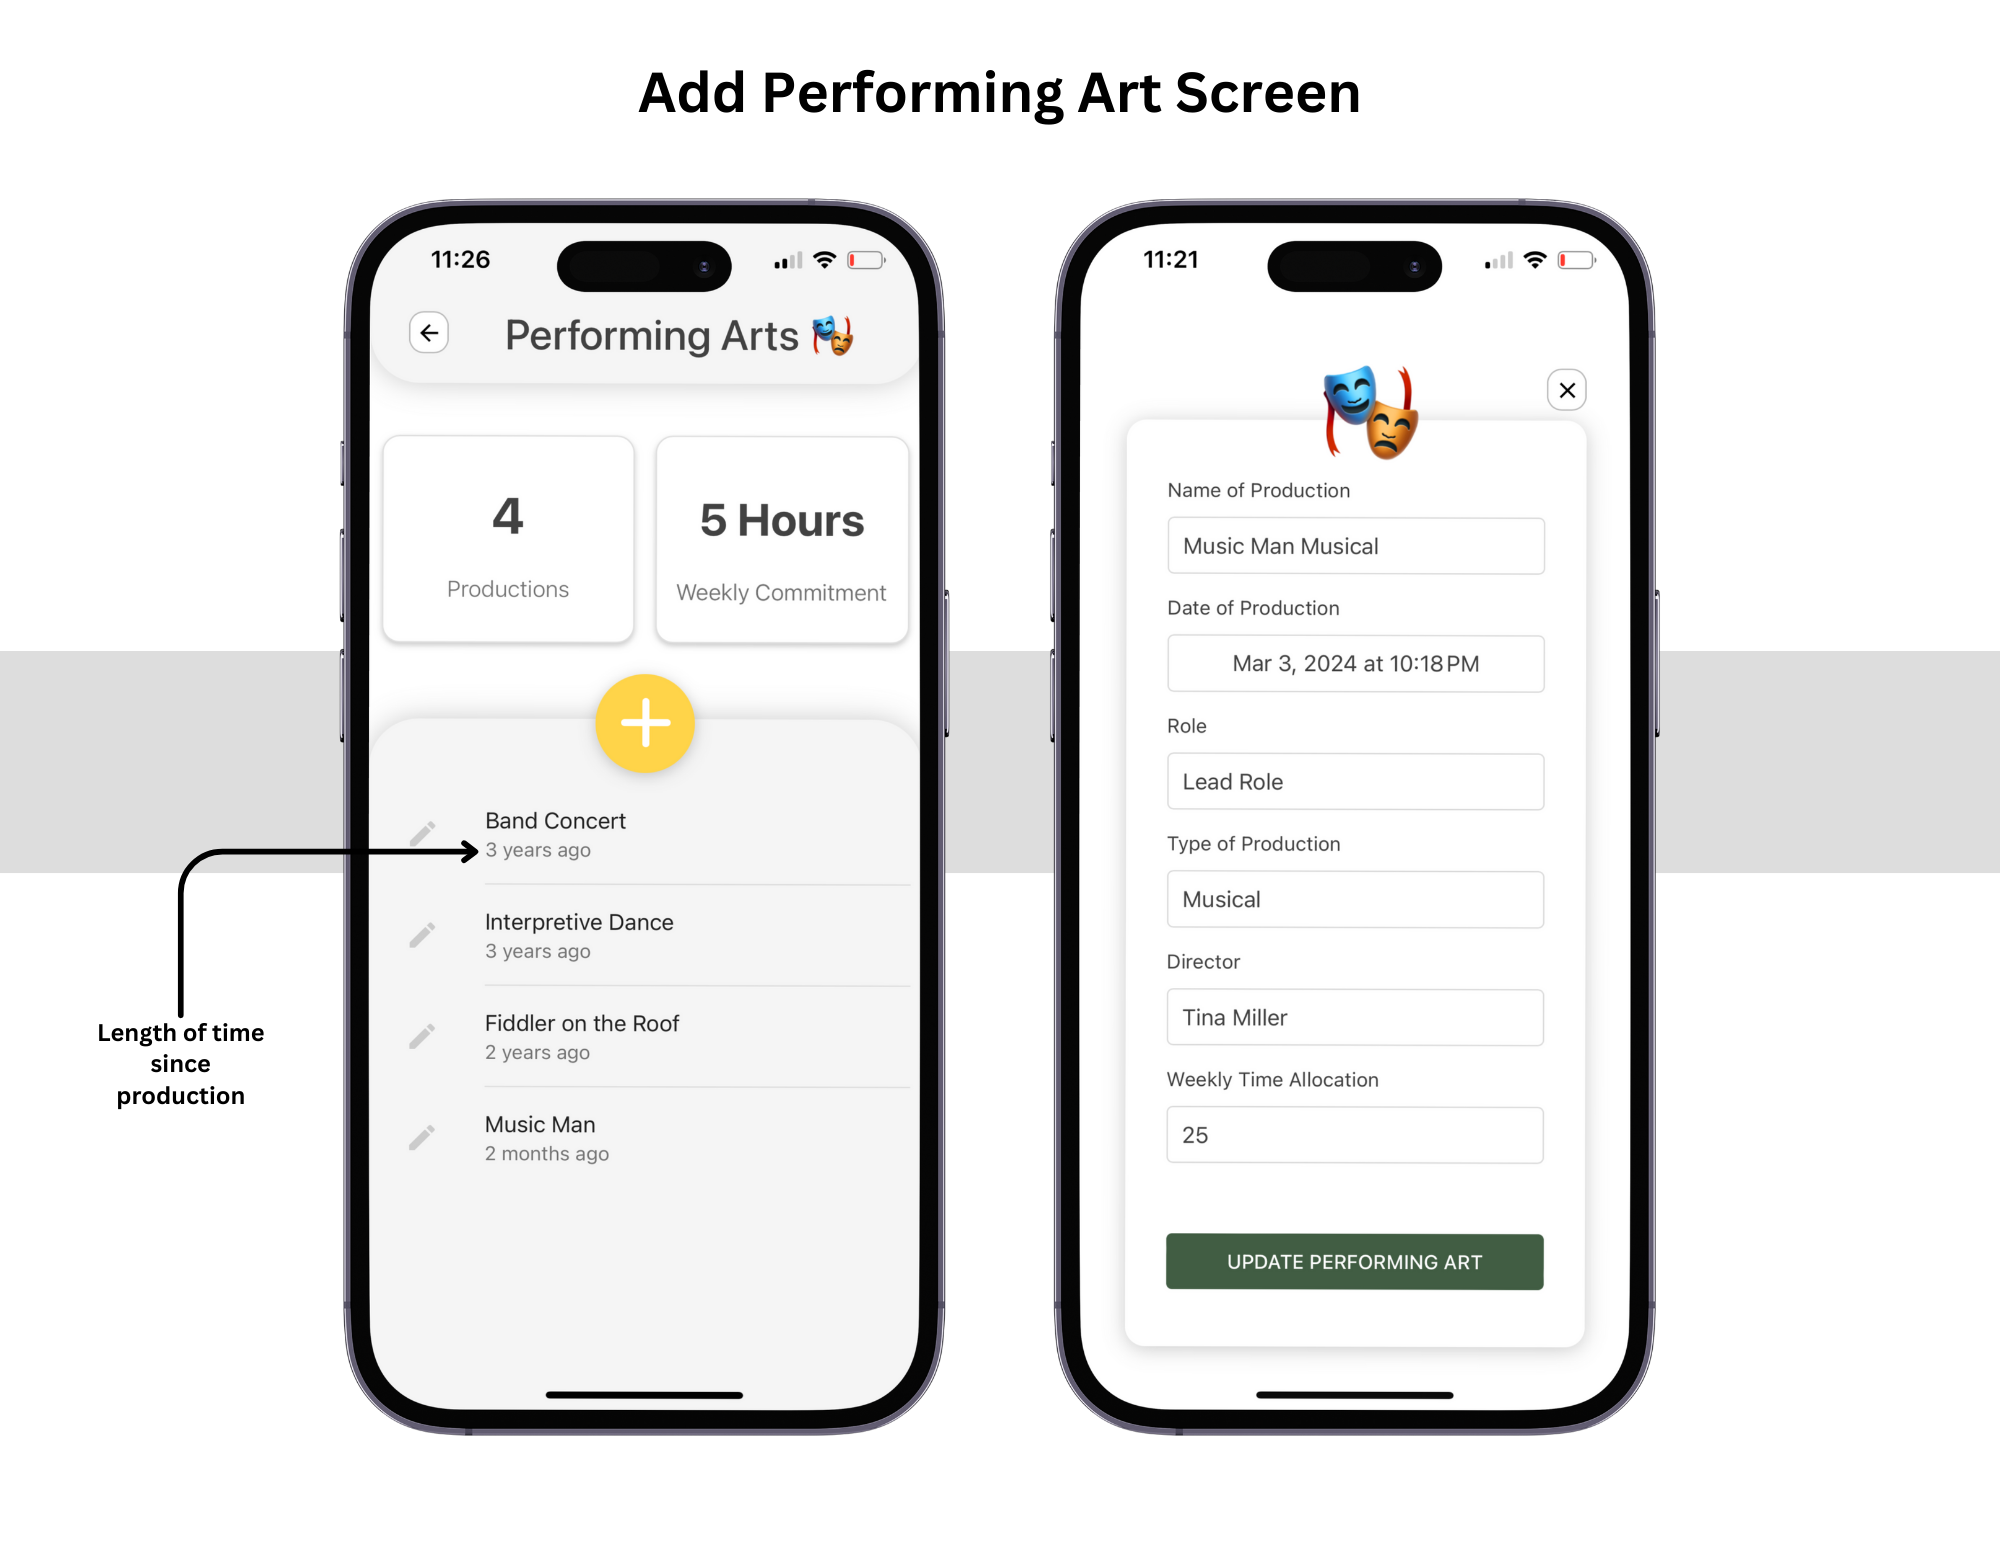 Add Performing Art Screen
11:26
Performing Arts
4
Productions
5 Hours
Weekly Commitment
Band Concert
3 years ago
Interpretive Dance
3 years ago
Fiddler on the Roof
2 years ago
Music Man
2 months ago
Length of time
since
production
11:21
Name of Production
Music Man Musical
Date of Production
Mar 3, 2024 at 10:18 PM
Role
Lead Role
Type of Production
Musical
Director
Tina Miller
Weekly Time Allocation
25
UPDATE PERFORMING ART